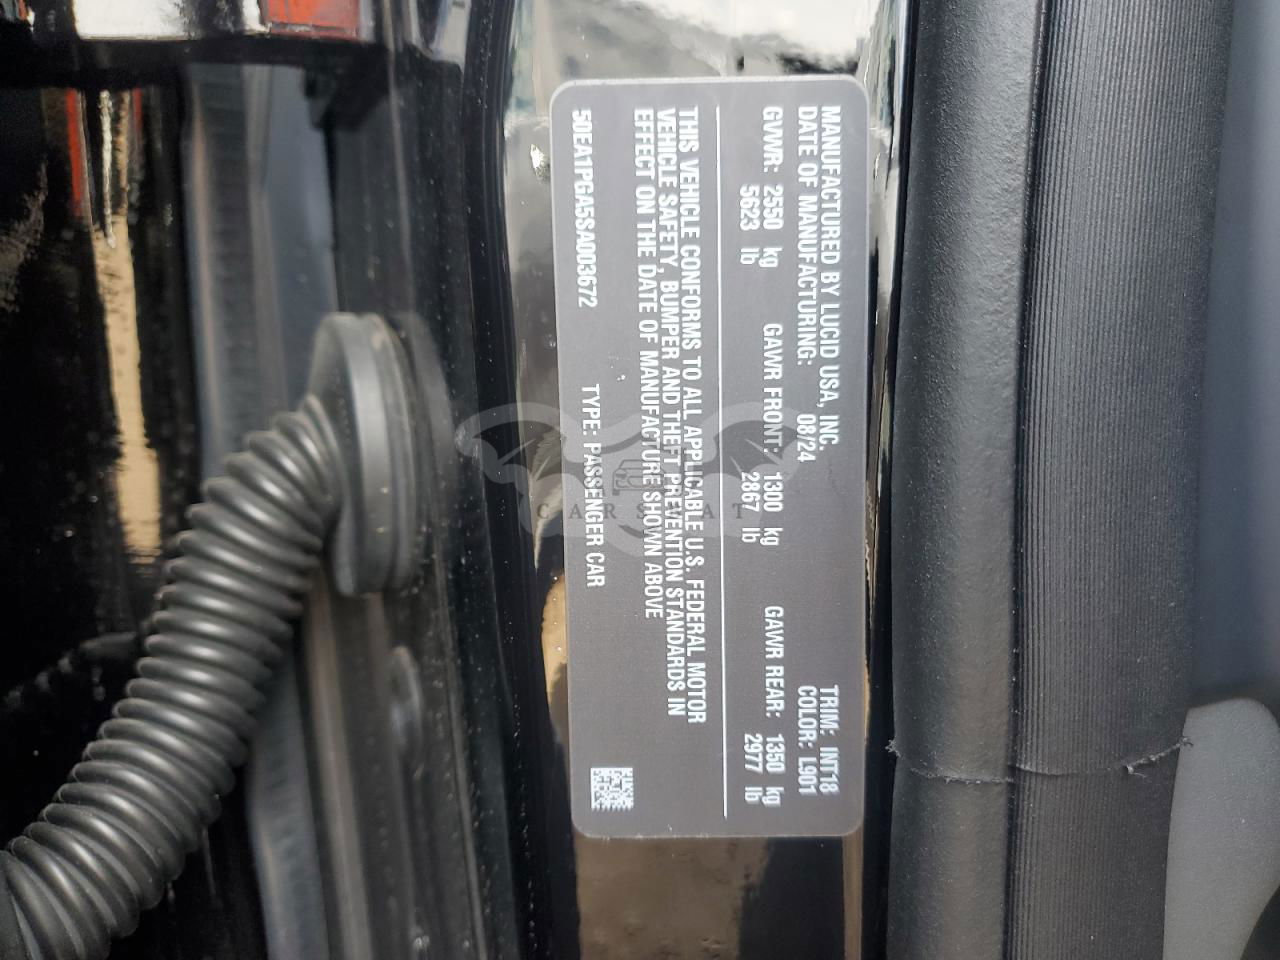 MANUFACTURED BY LUCID USA, INC. TRIM: INT18
DATE OF MANUFACTURING: 08/24 COLOR: L901
GVWR: 2550 kg GAWR FRONT: 1300 kg GAWR REAR: 1350 kg
5623 lb 2867 lb 2977 lb
THIS VEHICLE CONFORMS TO ALL APPLICABLE U.S. FEDERAL MOTOR
VEHICLE SAFETY, BUMPER AND THEFT PREVENTION STANDARDS IN
EFFECT ON THE DATE OF MANUFACTURE SHOWN ABOVE
50EA1PGA5SA003672 TYPE: PASSENGER CAR